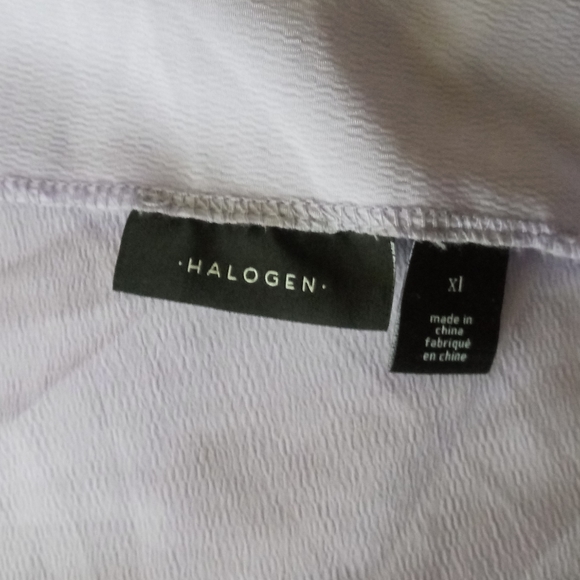 ·HALOGEN·
xl
made in
china
fabriqué
en chine